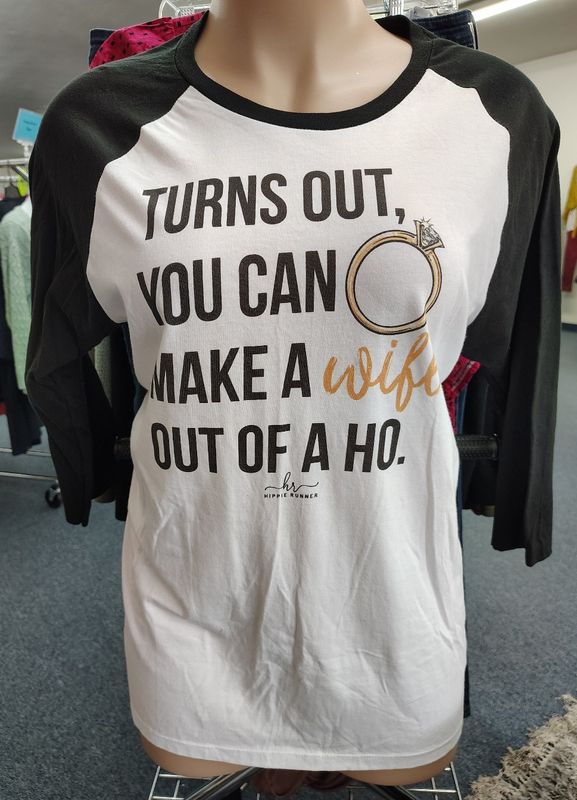 TURNS OUT,
YOU CAN
MAKE A wife
OUT OF A HO.
hr
HIPPIE RUNNER